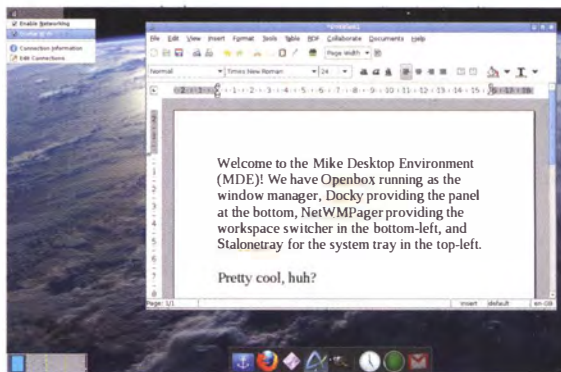 Enable Networking
Connection Information
Edit Connections
File Edit View Insert Format Tools Table PDF Collaborate Documents Help
Page Width
Normal Times New Roman 24
Welcome to the Mike Desktop Environment
(MDE)! We have Openbox running as the
window manager, Docky providing the panel
at the bottom, NetWMPager providing the
workspace switcher in the bottom-left, and
Stalonetray for the system tray in the top-left.
Pretty cool, huh?
Page: 1/1 insert default en-GB